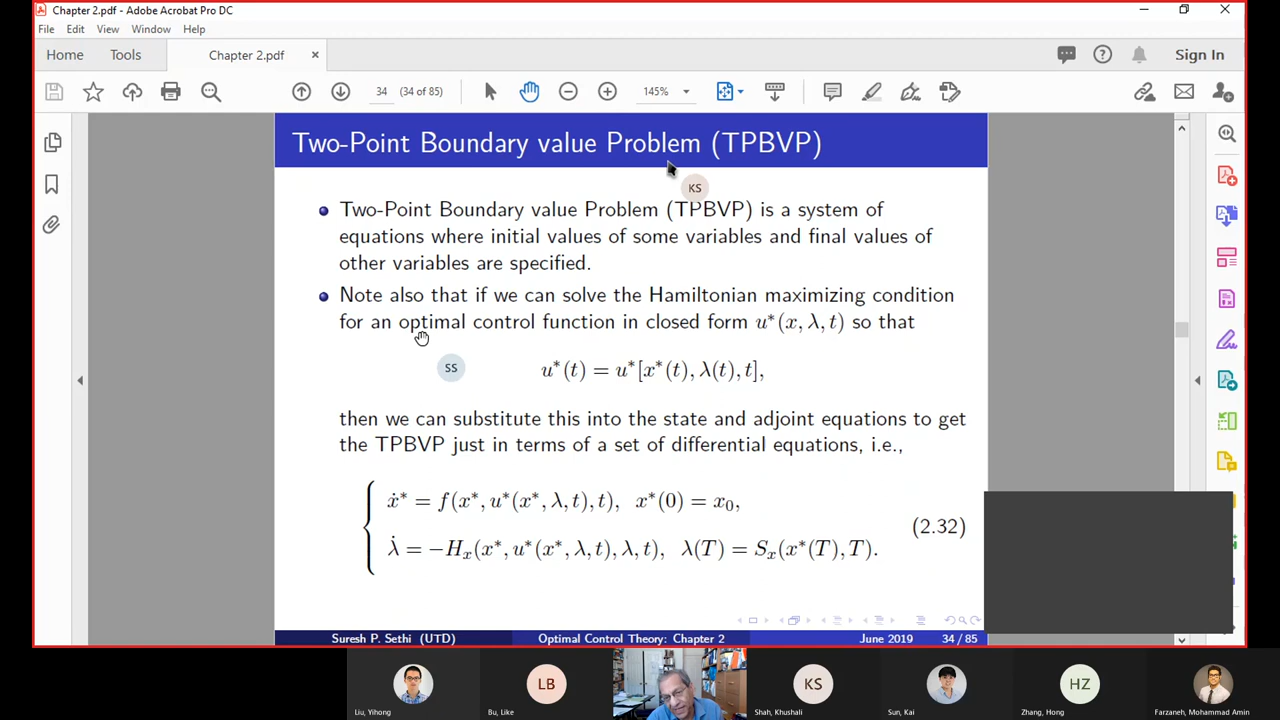 Chapter 2.pdf - Adobe Acrobat Pro DC
File Edit View Window Help
Home Tools Chapter 2.pdf × Sign In
34 (34 of 85) 145%
Two-Point Boundary value Problem (TPBVP)
KS
Two-Point Boundary value Problem (TPBVP) is a system of
equations where initial values of some variables and final values of
other variables are specified.
Note also that if we can solve the Hamiltonian maximizing condition
for an optimal control function in closed form u*(x, λ, t) so that
SS
u*(t) = u*[x*(t), λ(t), t],
then we can substitute this into the state and adjoint equations to get
the TPBVP just in terms of a set of differential equations, i.e.,
ẋ* = f(x*, u*(x*, λ, t), t), x*(0) = x₀,
(2.32)
λ̇ = −Hₓ(x*, u*(x*, λ, t), λ, t), λ(T) = Sₓ(x*(T), T).
Suresh P. Sethi (UTD) Optimal Control Theory: Chapter 2 June 2019 34 / 85
LB KS HZ
Liu, Yihong Bu, Like Shah, Khushali Sun, Kai Zhang, Hong Farzaneh, Mohammad Amin